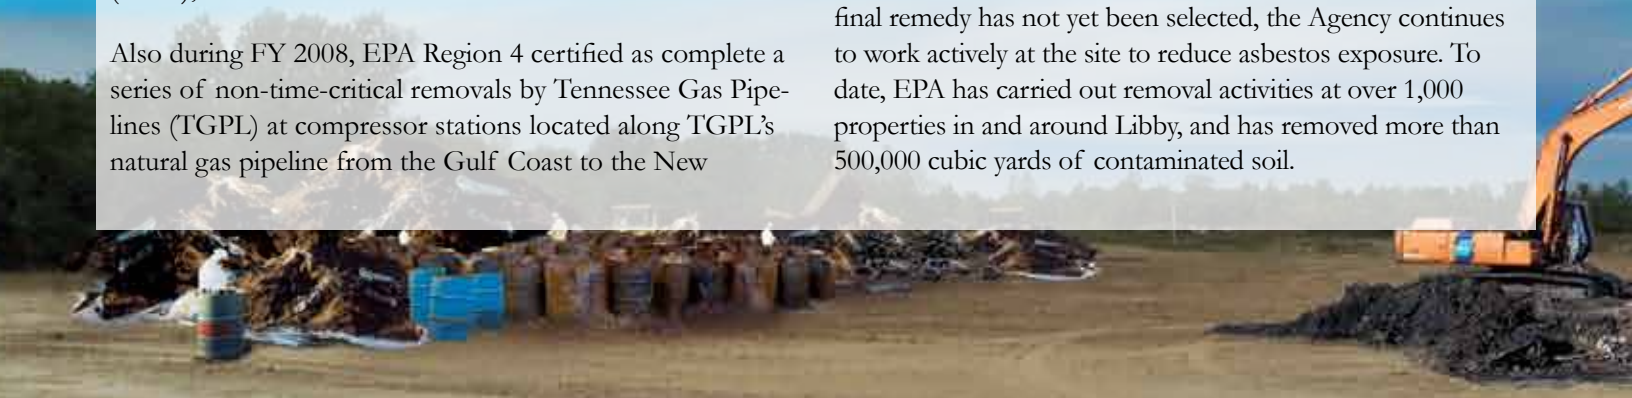 Also during FY 2008, EPA Region 4 certified as complete a
series of non-time-critical removals by Tennessee Gas Pipe-
lines (TGPL) at compressor stations located along TGPL's
natural gas pipeline from the Gulf Coast to the New
final remedy has not yet been selected, the Agency continues
to work actively at the site to reduce asbestos exposure. To
date, EPA has carried out removal activities at over 1,000
properties in and around Libby, and has removed more than
500,000 cubic yards of contaminated soil.